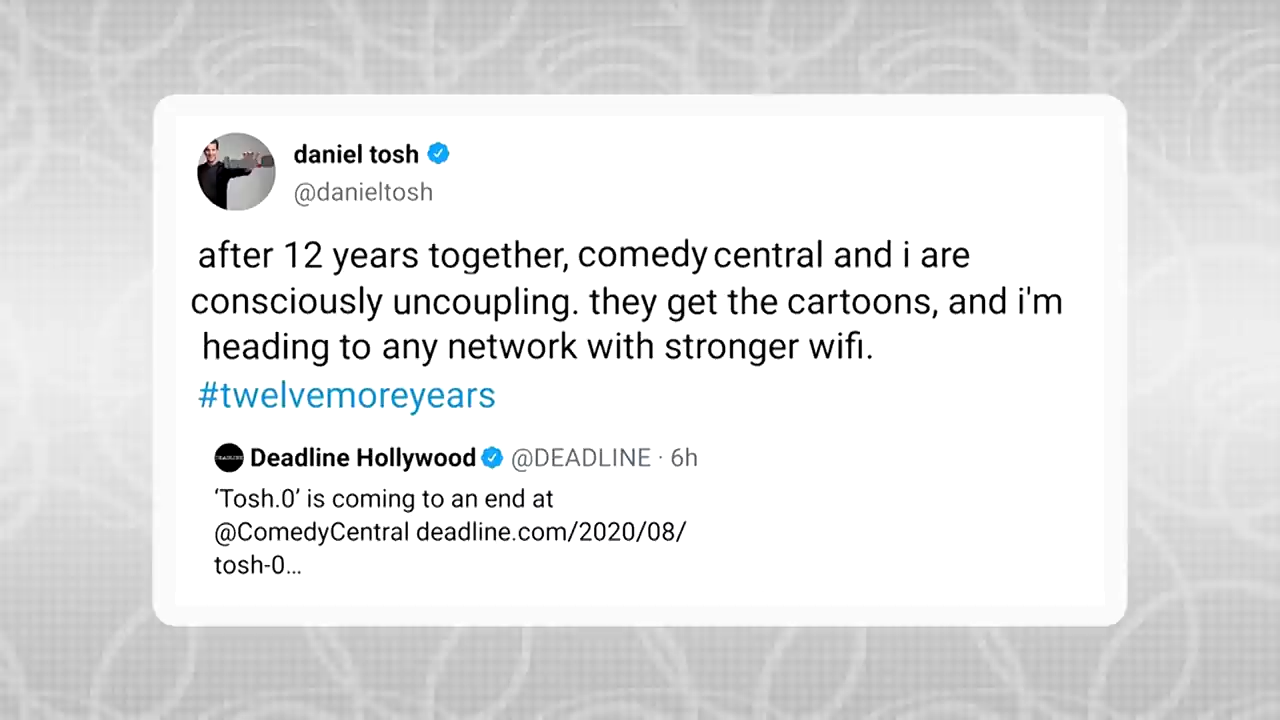 daniel tosh
@danieltosh
after 12 years together, comedy central and i are
consciously uncoupling. they get the cartoons, and i'm
heading to any network with stronger wifi.
#twelvemoreyears
DEADLINE
Deadline Hollywood @DEADLINE · 6h
‘Tosh.0’ is coming to an end at
@ComedyCentral deadline.com/2020/08/
tosh-0...